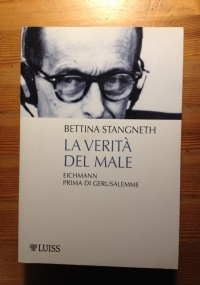 BETTINA STANGNETH
LA VERITÀ
DEL MALE
EICHMANN
PRIMA DI GERUSALEMME
LUISS